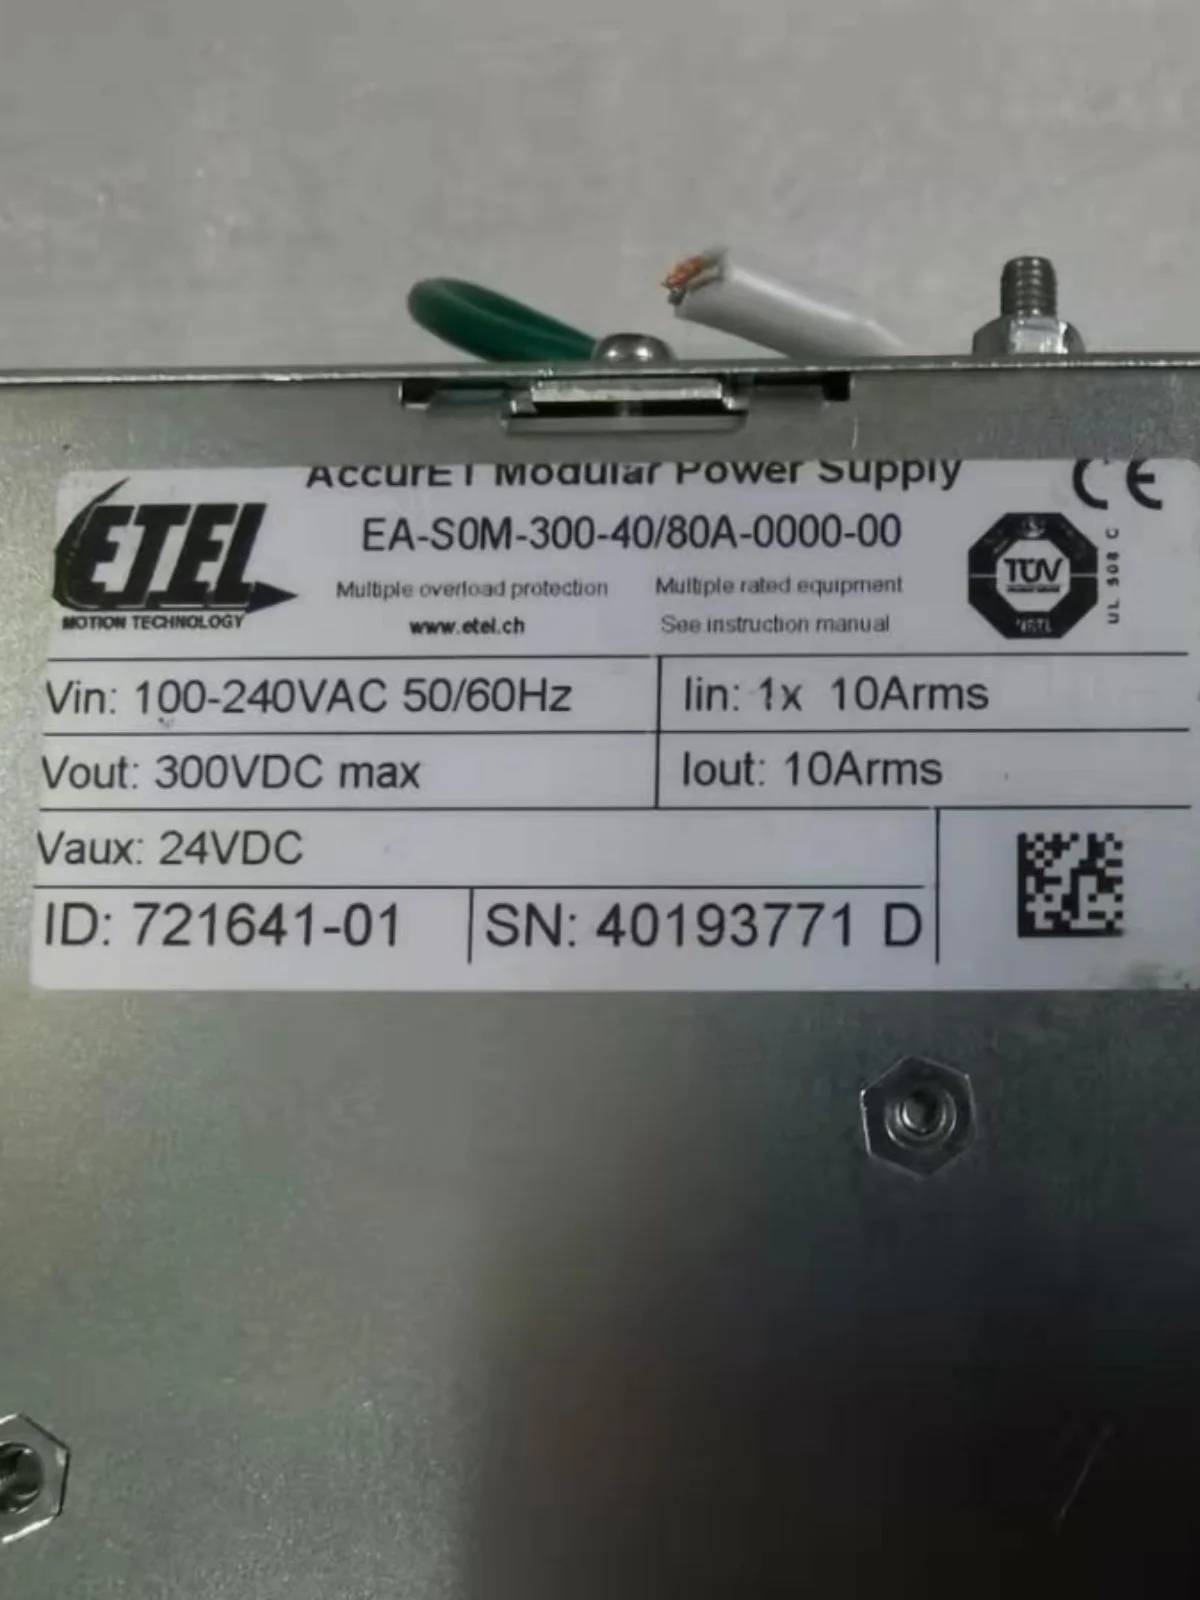 AccurET Modular Power Supply
CE
ETEL
MOTION TECHNOLOGY
EA-S0M-300-40/80A-0000-00
Multiple overload protection
Multiple rated equipment
www.etel.ch
See instruction manual
TÜV
UL 508 C
Vin: 100-240VAC 50/60Hz
Iin: 1x 10Arms
Vout: 300VDC max
Iout: 10Arms
Vaux: 24VDC
ID: 721641-01
SN: 40193771 D